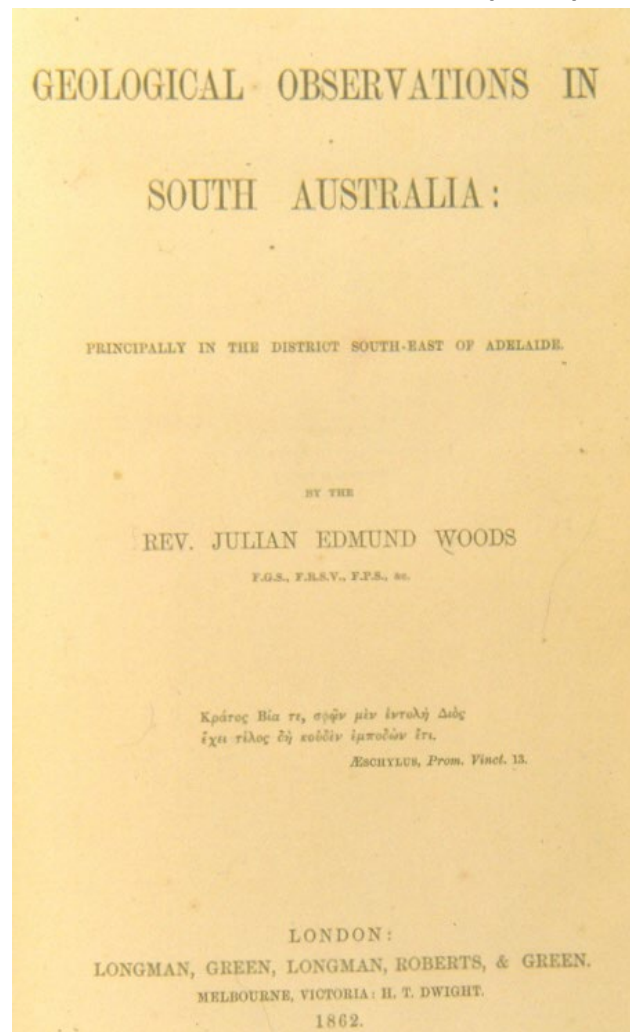 GEOLOGICAL OBSERVATIONS IN
SOUTH AUSTRALIA:
PRINCIPALLY IN THE DISTRICT SOUTH-EAST OF ADELAIDE.
BY THE
REV. JULIAN EDMUND WOODS
F.G.S., F.R.S.V., F.P.S., &c.
Κράτος Βία τε, σφῷν μὲν ἐντολὴ Διὸς
ἔχει τέλος δὴ κοὐδὲν ἐμποδὼν ἔτι.
ÆSCHYLUS, Prom. Vinct. 13.
LONDON:
LONGMAN, GREEN, LONGMAN, ROBERTS, & GREEN.
MELBOURNE, VICTORIA: H. T. DWIGHT.
1862.